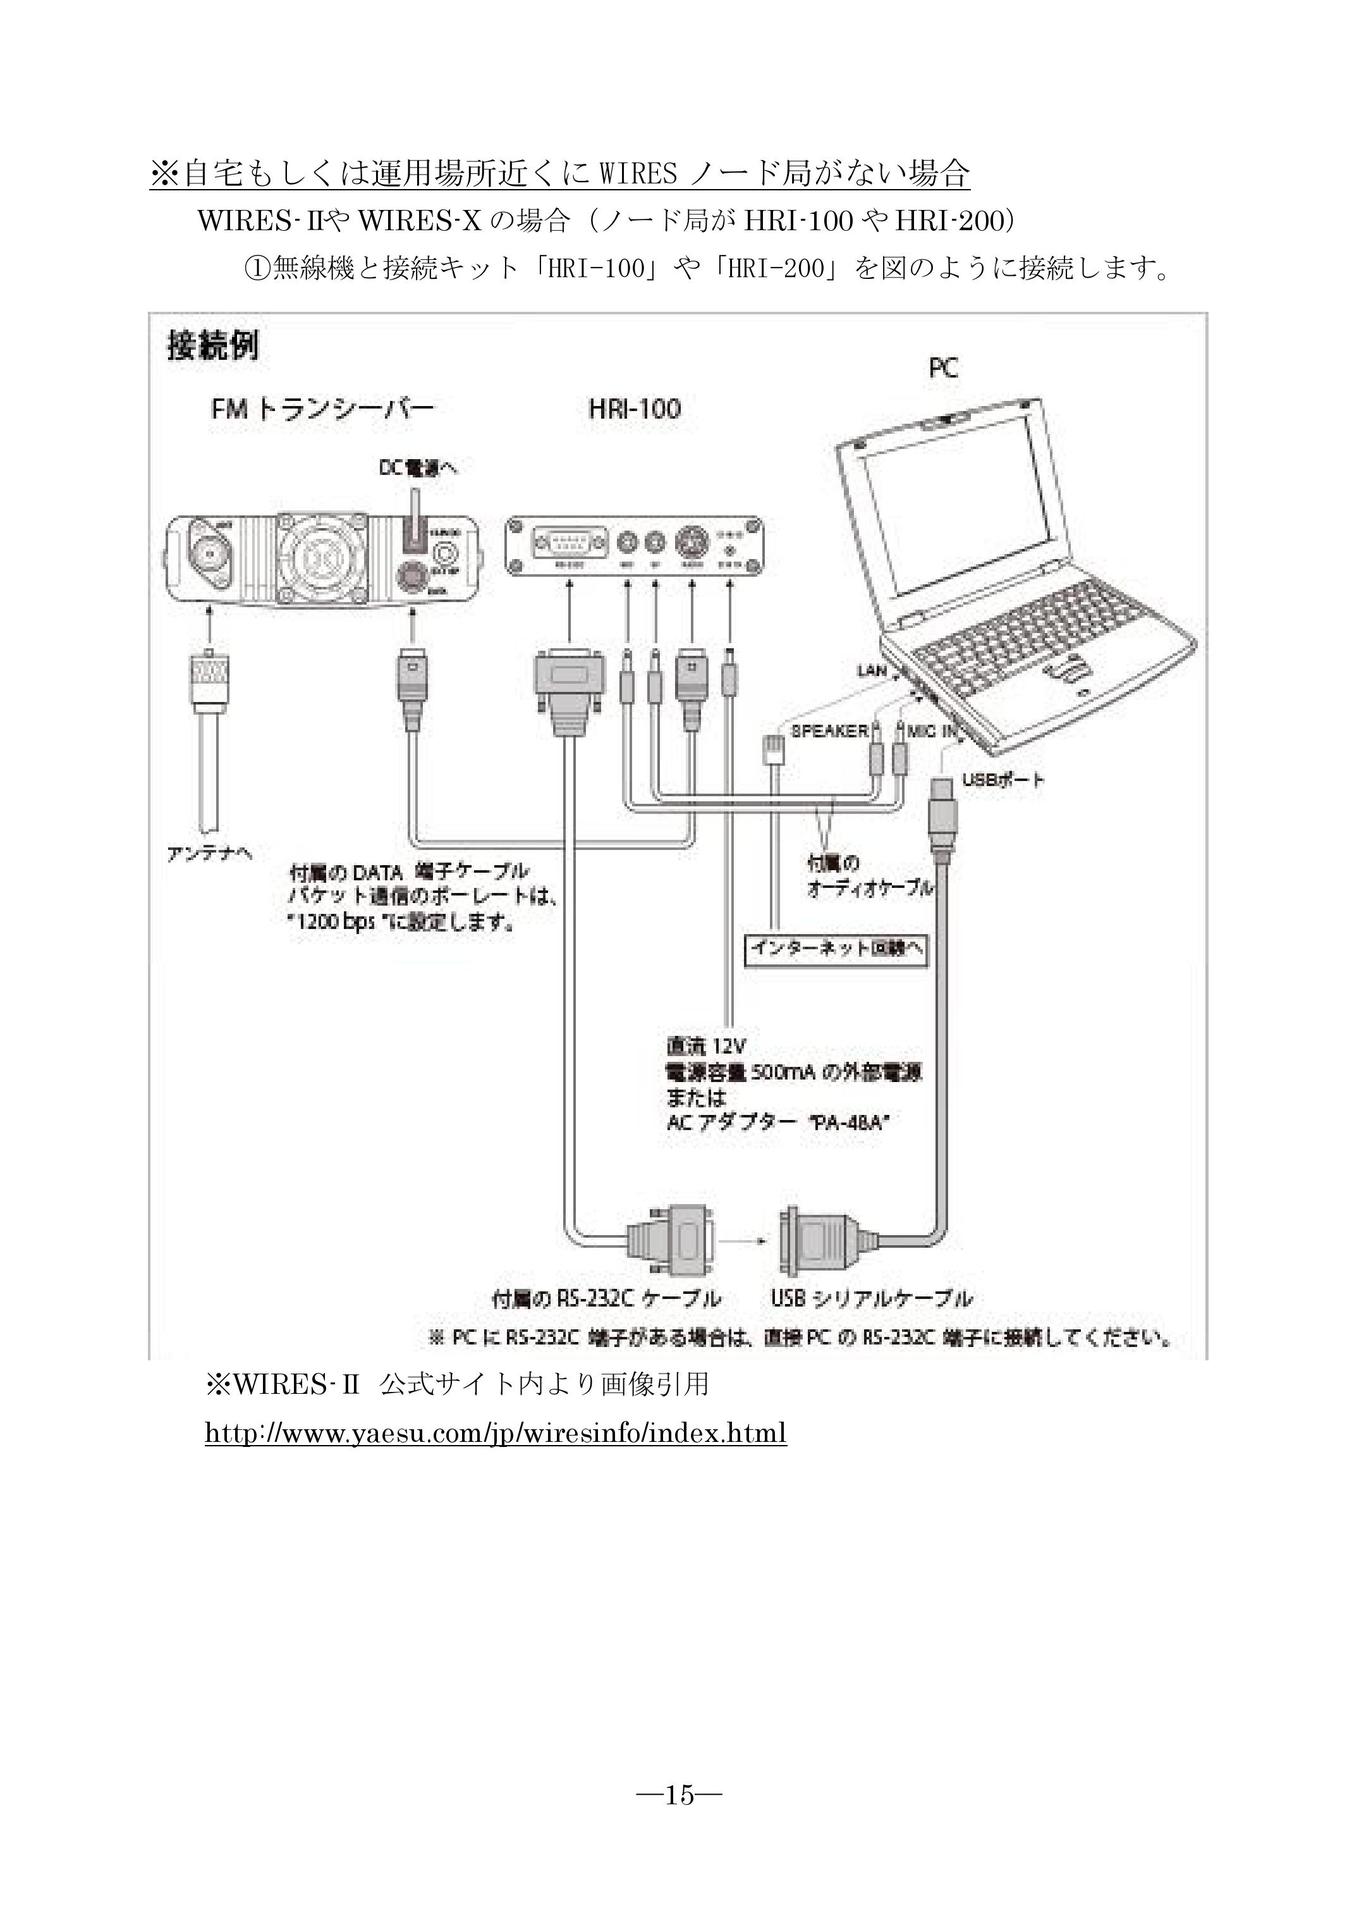 ※自宅もしくは運用場所近くに WIRES ノード局がない場合
WIRES-Ⅱや WIRES-X の場合（ノード局が HRI-100 や HRI-200）
①無線機と接続キット「HRI-100」や「HRI-200」を図のように接続します。
接続例
PC
FM トランシーバー
HRI-100
DC電源へ
ANT
EXT SP
DATA
RS-232C
LAN
SPEAKER
MIC IN
USBポート
アンテナへ
付属の DATA 端子ケーブル
パケット通信のボーレートは、
"1200 bps "に設定します。
付属の
オーディオケーブル
インターネット回線へ
直流 12V
電源容量 500mA の外部電源
または
AC アダプター "PA-48A"
付属の RS-232C ケーブル
USB シリアルケーブル
※ PC に RS-232C 端子がある場合は、直接 PC の RS-232C 端子に接続してください。
※WIRES-Ⅱ 公式サイト内より画像引用
http://www.yaesu.com/jp/wiresinfo/index.html
―15―